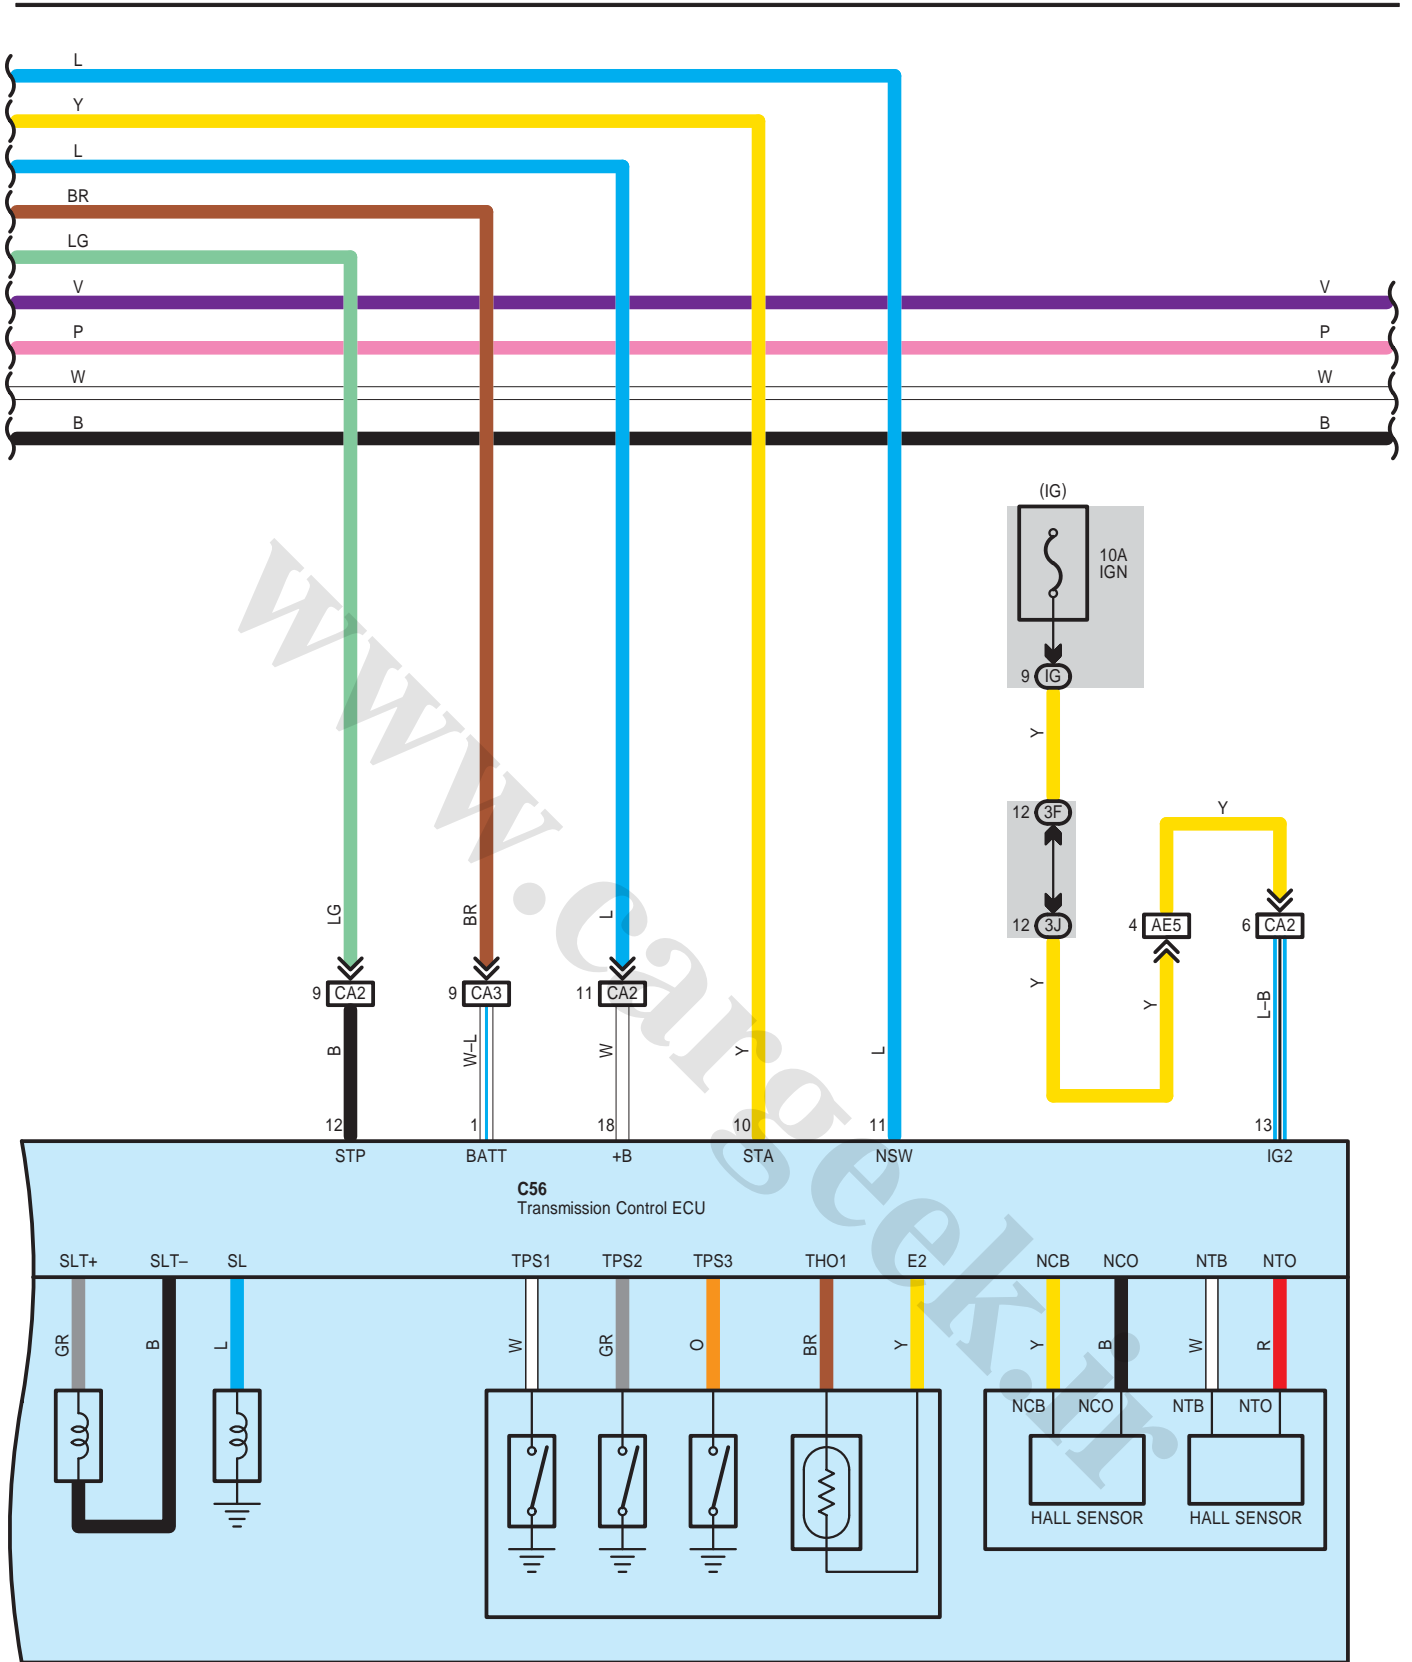 L
Y
L
BR
LG
V V
P P
W W
B B
(IG)
10A
IGN
9 IG
Y
12 3F
Y
LG BR L
12 3J 4 AE5 6 CA2
Y Y L–B
9 CA2 9 CA3 11 CA2
B W–L W Y L
12 1 18 10 11 13
STP BATT +B STA NSW IG2
C56
Transmission Control ECU
SLT+ SLT– SL TPS1 TPS2 TPS3 THO1 E2 NCB NCO NTB NTO
GR B L W GR O BR Y Y B W R
NCB NCO NTB NTO
HALL SENSOR HALL SENSOR
www.cargeek.ir